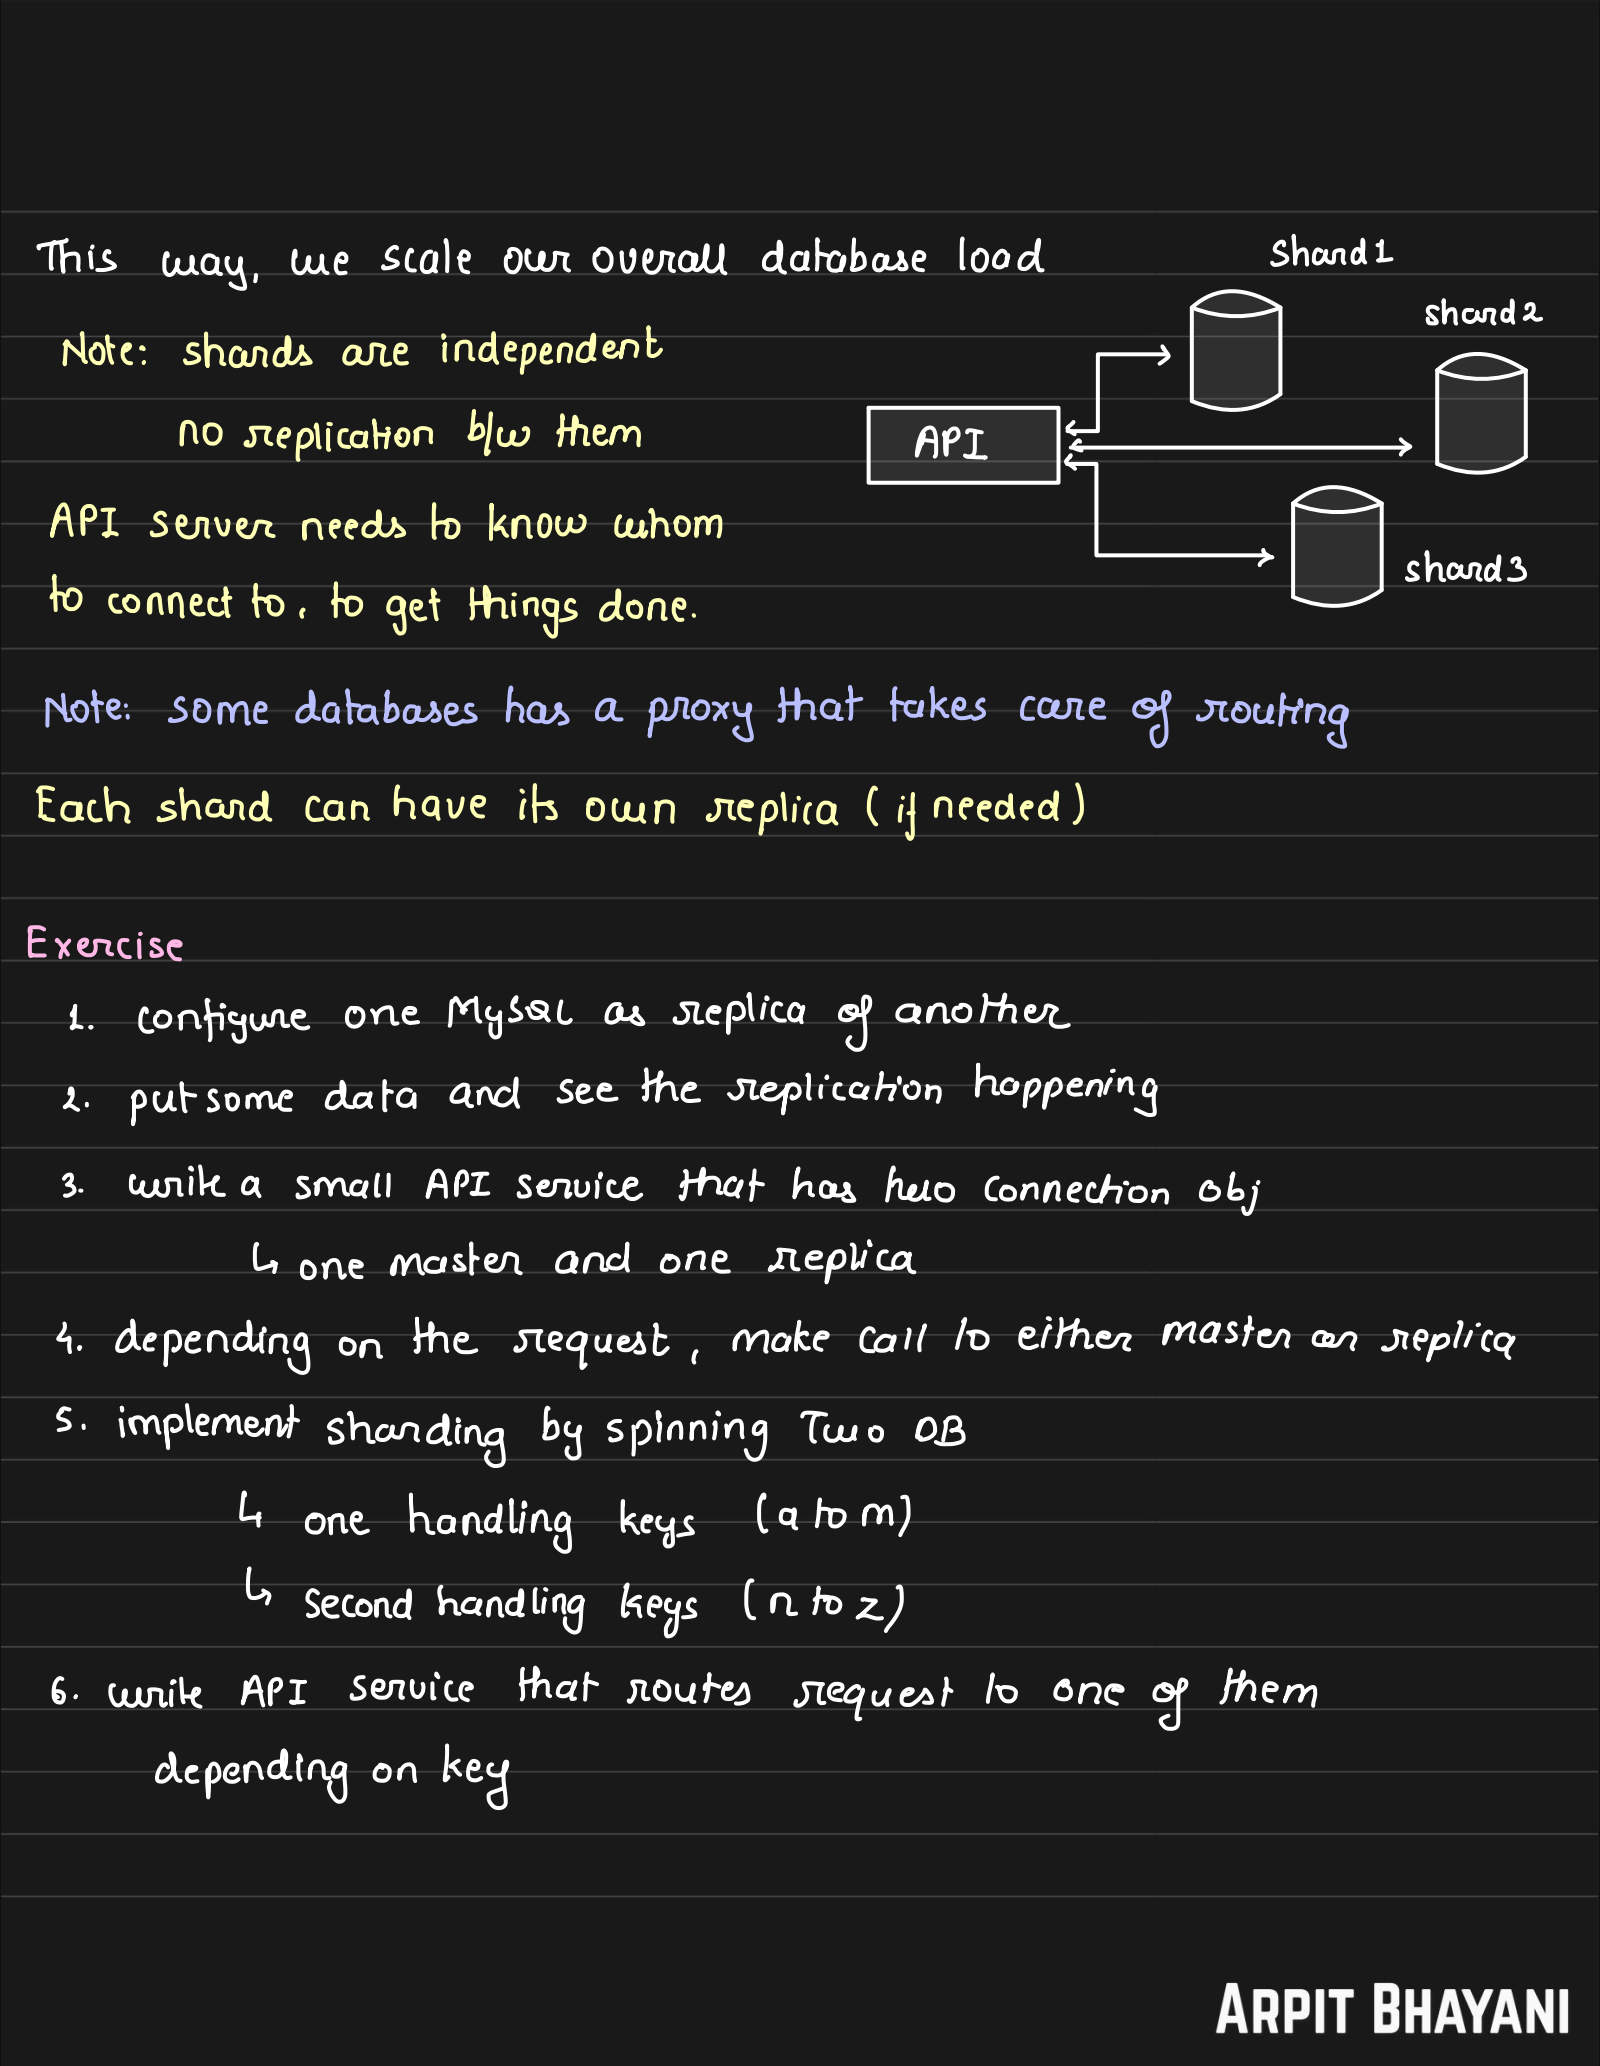 This way, we scale our overall database load
Shard 1
shard 2
Note: shards are independent
no replication b/w them
API
API server needs to know whom
to connect to, to get things done.
shard 3
Note: some databases has a proxy that takes care of routing
Each shard can have its own replica (if needed)
Exercise
1. configure one MySQL as replica of another
2. put some data and see the replication happening
3. write a small API service that has two connection obj
↳ one master and one replica
4. depending on the request, make call to either master or replica
5. implement sharding by spinning Two DB
↳ one handling keys (a to m)
↳ second handling keys (n to z)
6. write API service that routes request to one of them
depending on key
ARPIT BHAYANI